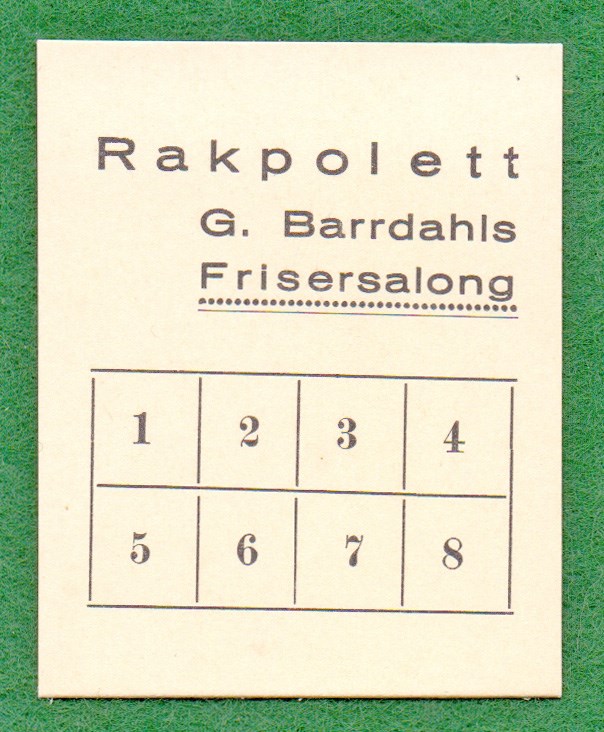 Rakpolett
G. Barrdahls
Frisersalong
1 2 3 4
5 6 7 8